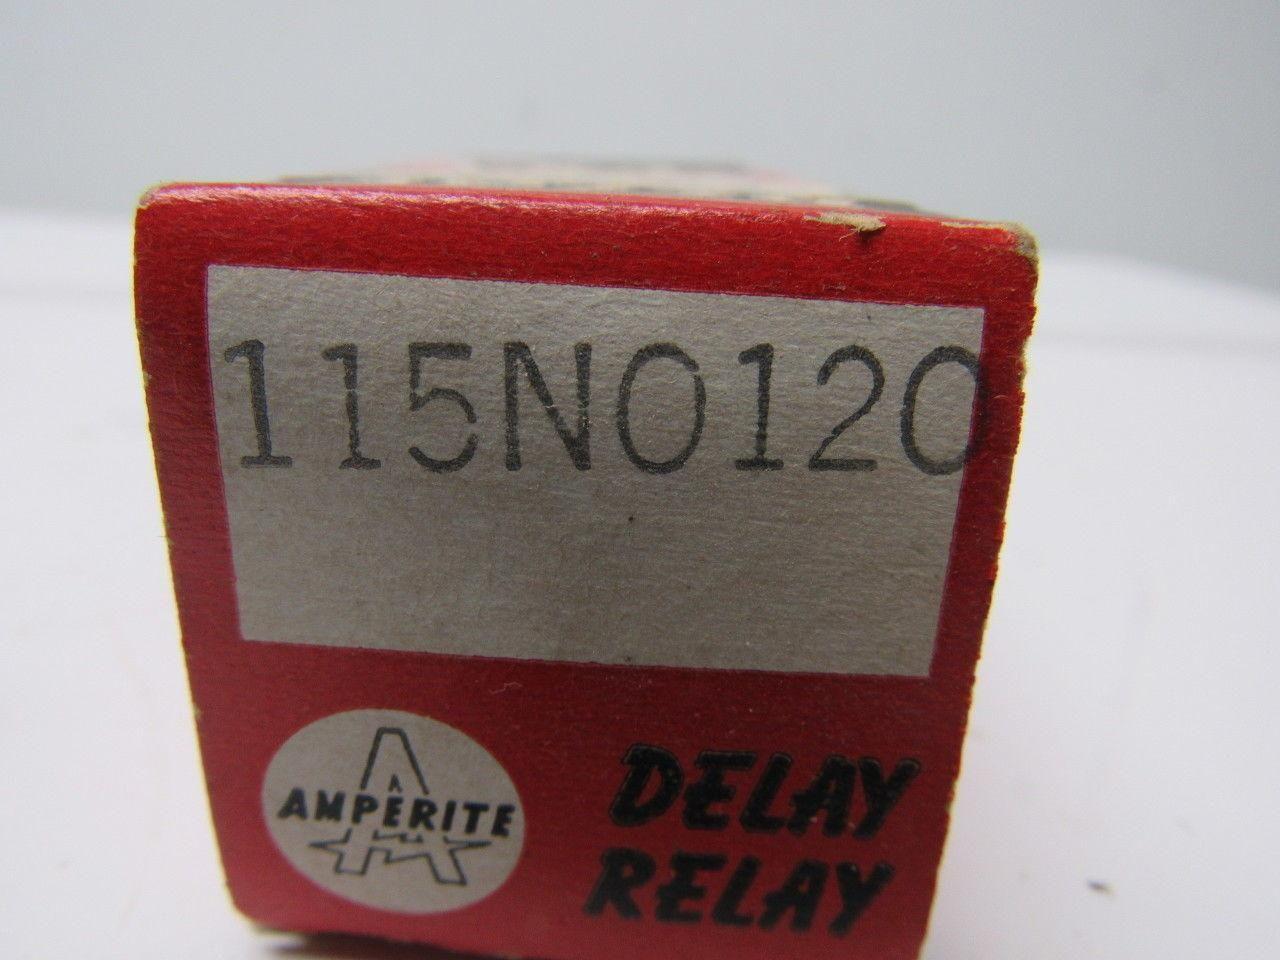 115NO120
AMPERITE
DELAY
RELAY